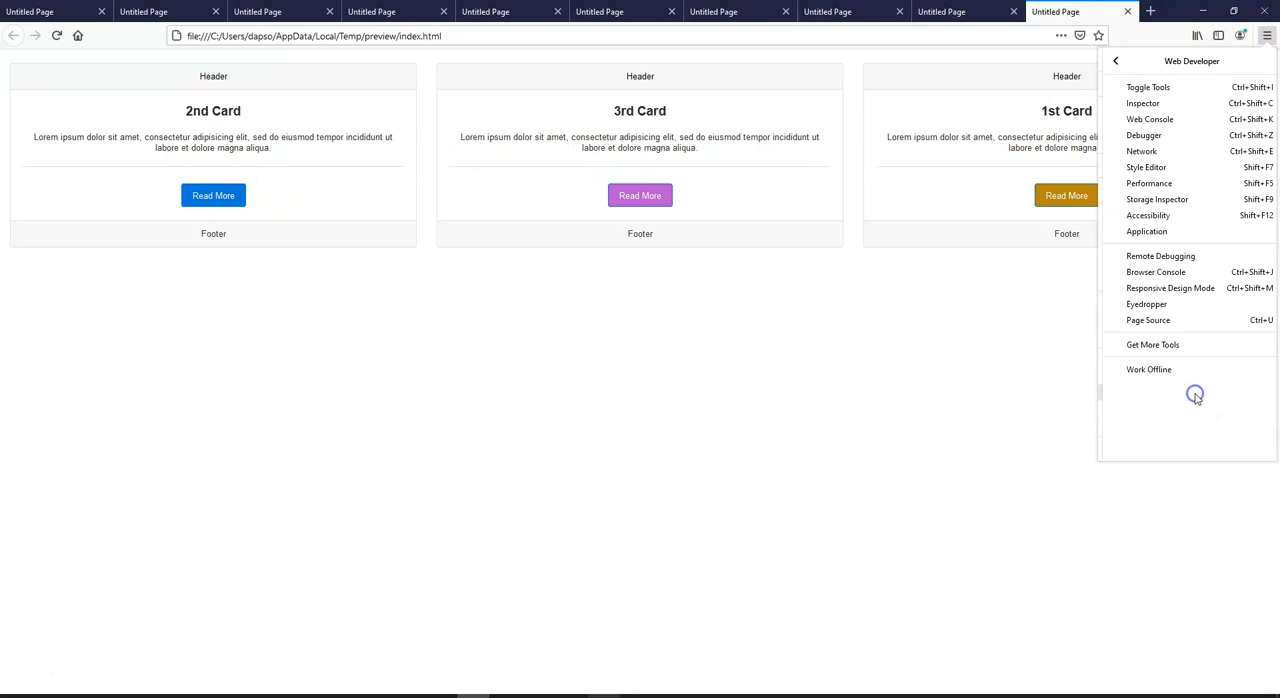 Untitled Page Untitled Page Untitled Page Untitled Page Untitled Page Untitled Page Untitled Page Untitled Page Untitled Page Untitled Page
file:///C:/Users/dapso/AppData/Local/Temp/preview/index.html
Header
2nd Card
Lorem ipsum dolor sit amet, consectetur adipisicing elit, sed do eiusmod tempor incididunt ut
labore et dolore magna aliqua.
Read More
Footer
Header
3rd Card
Lorem ipsum dolor sit amet, consectetur adipisicing elit, sed do eiusmod tempor incididunt ut
labore et dolore magna aliqua.
Read More
Footer
Header
1st Card
Lorem ipsum dolor sit amet, consectetur adipisicing eli
labore et dolore m
Read More
Footer
Web Developer
Toggle Tools Ctrl+Shift+I
Inspector Ctrl+Shift+C
Web Console Ctrl+Shift+K
Debugger Ctrl+Shift+Z
Network Ctrl+Shift+E
Style Editor Shift+F7
Performance Shift+F5
Storage Inspector Shift+F9
Accessibility Shift+F12
Application
Remote Debugging
Browser Console Ctrl+Shift+J
Responsive Design Mode Ctrl+Shift+M
Eyedropper
Page Source Ctrl+U
Get More Tools
Work Offline